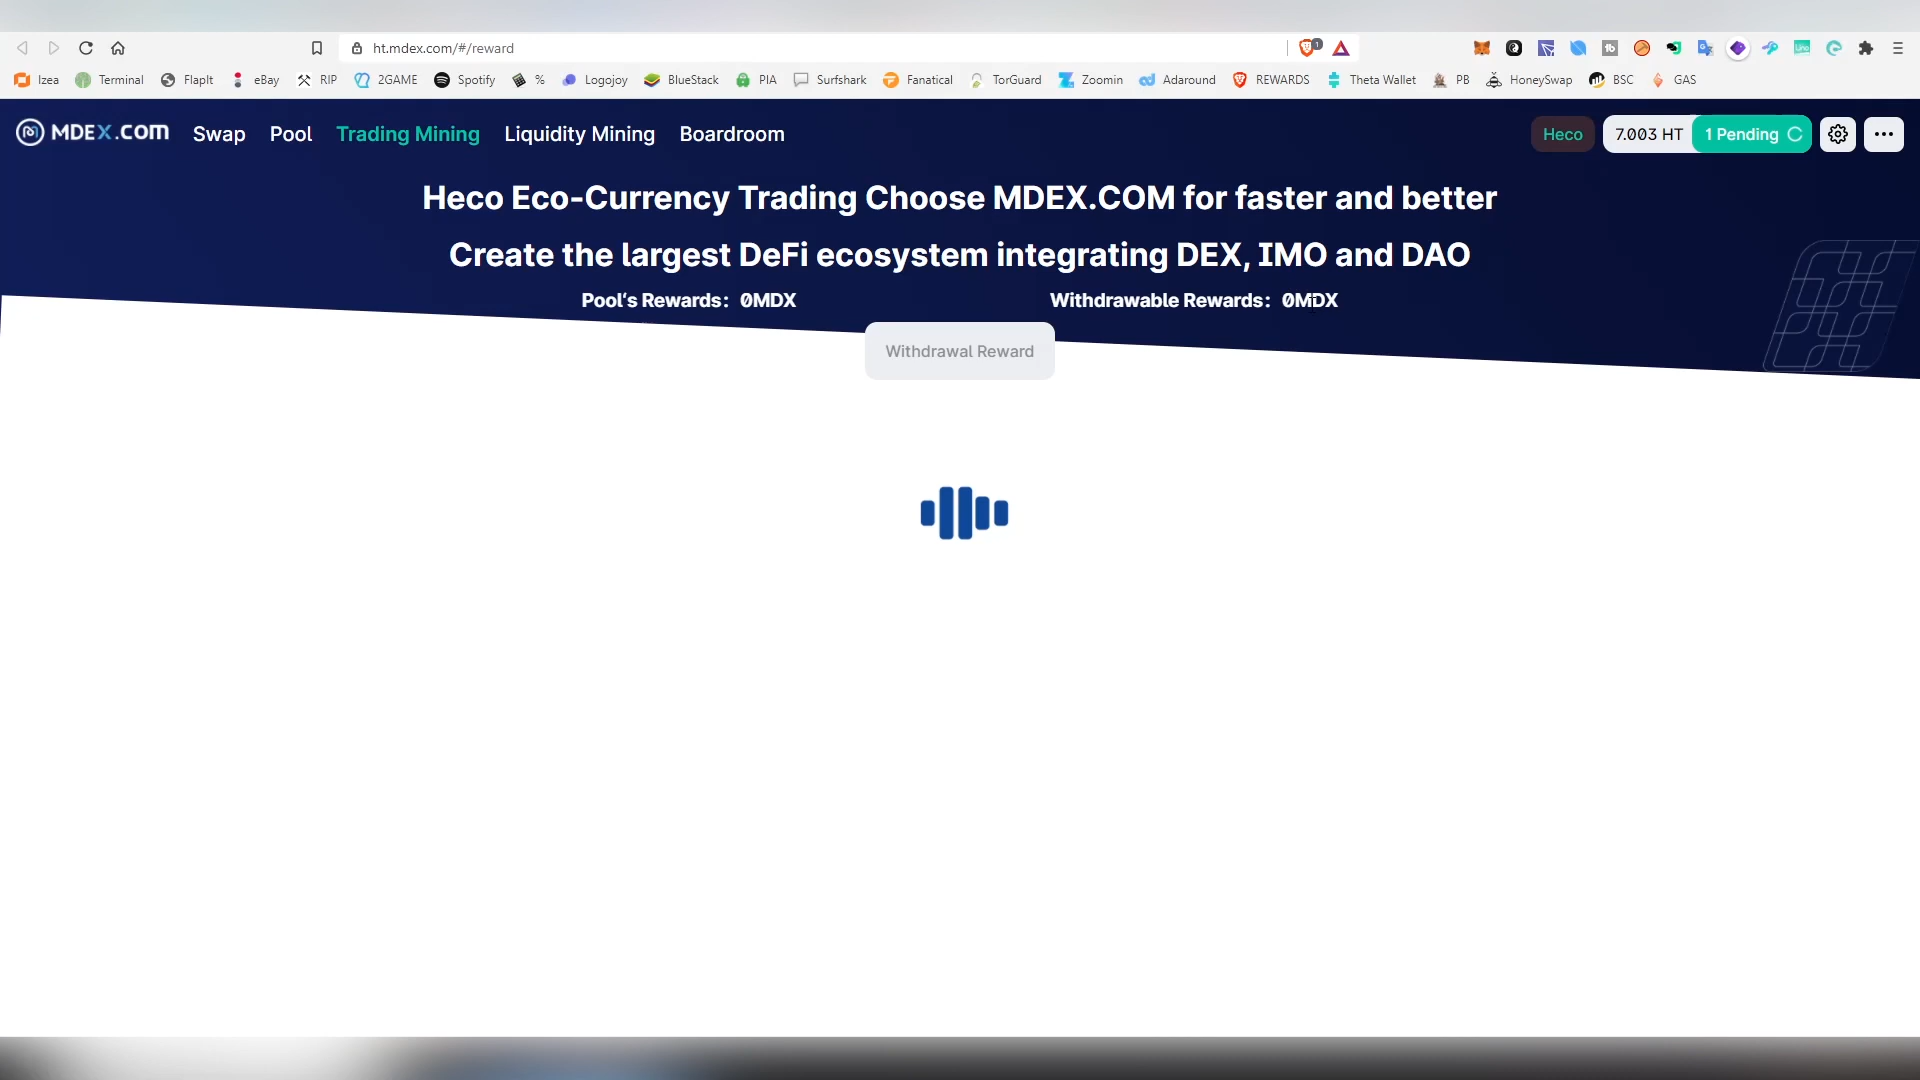 ht.mdex.com/#/reward
1
Izea Terminal FlapIt eBay RIP 2GAME Spotify % Logojoy BlueStack PIA Surfshark Fanatical TorGuard Zoomin Adaround REWARDS Theta Wallet PB HoneySwap BSC GAS
MDEX.COM Swap Pool Trading Mining Liquidity Mining Boardroom Heco 7.003 HT 1 Pending
Heco Eco-Currency Trading Choose MDEX.COM for faster and better
Create the largest DeFi ecosystem integrating DEX, IMO and DAO
Pool's Rewards: 0MDX Withdrawable Rewards: 0MDX
Withdrawal Reward